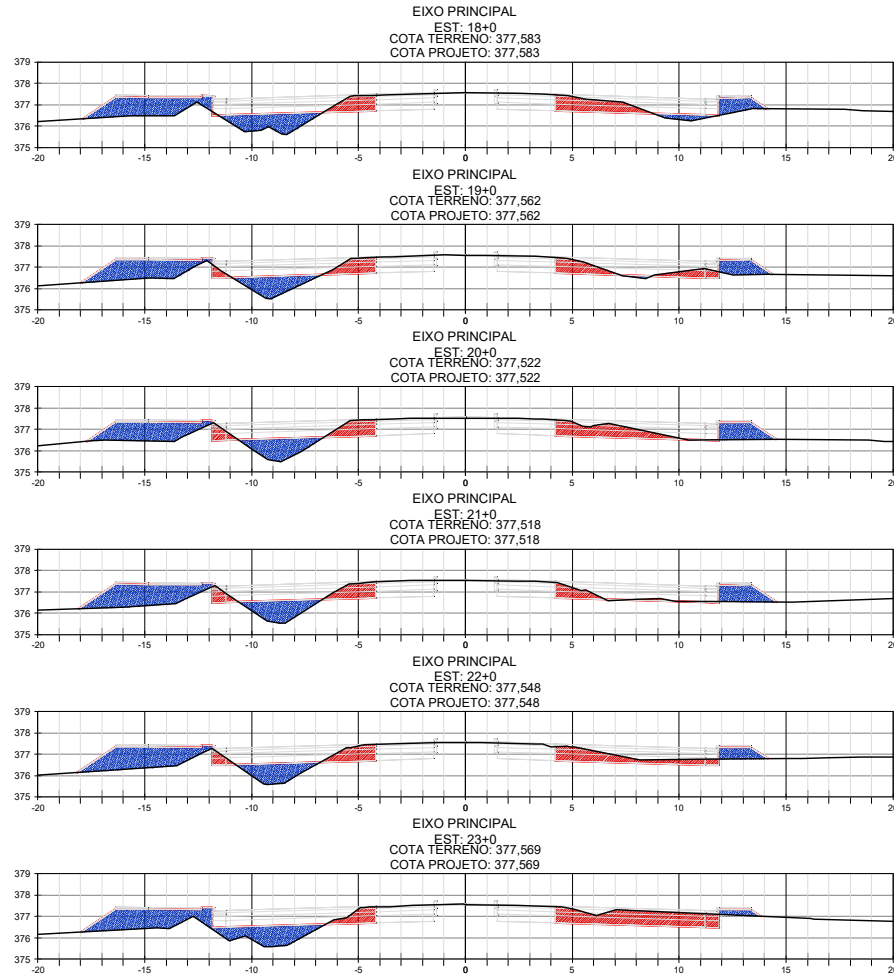 EIXO PRINCIPAL
EST: 18+0
COTA TERRENO: 377,583
COTA PROJETO: 377,583
379
378
377
376
375
-20 -15 -10 -5 0 5 10 15 20
EIXO PRINCIPAL
EST: 19+0
COTA TERRENO: 377,562
COTA PROJETO: 377,562
379
378
377
376
375
-20 -15 -10 -5 0 5 10 15 20
EIXO PRINCIPAL
EST: 20+0
COTA TERRENO: 377,522
COTA PROJETO: 377,522
379
378
377
376
375
-20 -15 -10 -5 0 5 10 15 20
EIXO PRINCIPAL
EST: 21+0
COTA TERRENO: 377,518
COTA PROJETO: 377,518
379
378
377
376
375
-20 -15 -10 -5 0 5 10 15 20
EIXO PRINCIPAL
EST: 22+0
COTA TERRENO: 377,548
COTA PROJETO: 377,548
379
378
377
376
375
-20 -15 -10 -5 0 5 10 15 20
EIXO PRINCIPAL
EST: 23+0
COTA TERRENO: 377,569
COTA PROJETO: 377,569
379
378
377
376
375
-20 -15 -10 -5 0 5 10 15 20